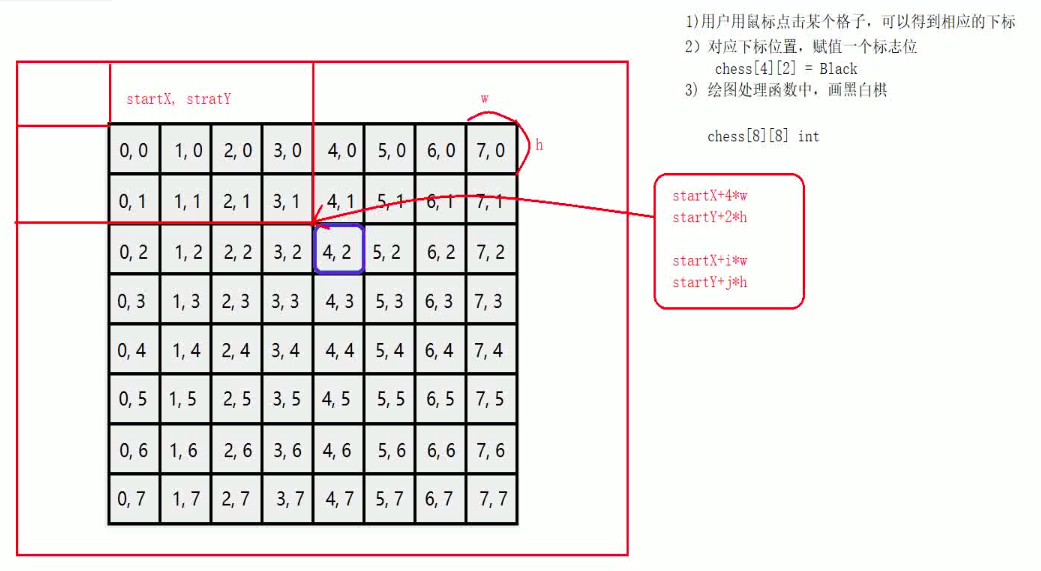 1)用户用鼠标点击某个格子，可以得到相应的下标
2) 对应下标位置，赋值一个标志位
chess[4][2] = Black
3) 绘图处理函数中，画黑白棋
chess[8][8] int
startX, stratY
w
h
0, 0 1, 0 2, 0 3, 0 4, 0 5, 0 6, 0 7, 0
0, 1 1, 1 2, 1 3, 1 4, 1 5, 1 6, 1 7, 1
0, 2 1, 2 2, 2 3, 2 4, 2 5, 2 6, 2 7, 2
0, 3 1, 3 2, 3 3, 3 4, 3 5, 3 6, 3 7, 3
0, 4 1, 4 2, 4 3, 4 4, 4 5, 4 6, 4 7, 4
0, 5 1, 5 2, 5 3, 5 4, 5 5, 5 6, 5 7, 5
0, 6 1, 6 2, 6 3, 6 4, 6 5, 6 6, 6 7, 6
0, 7 1, 7 2, 7 3, 7 4, 7 5, 7 6, 7 7, 7
startX+4*w
startY+2*h
startX+i*w
startY+j*h